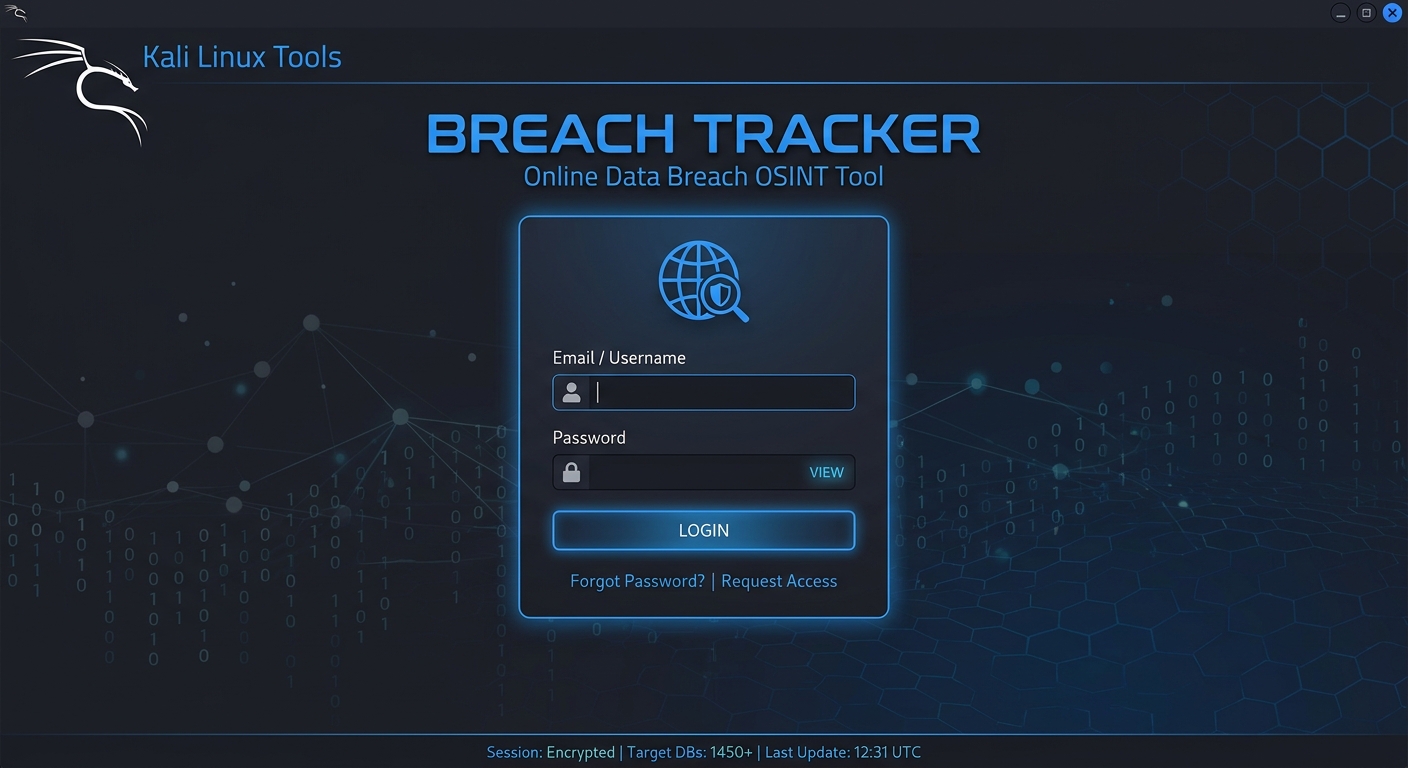 Kali Linux Tools
BREACH TRACKER
Online Data Breach OSINT Tool
Email / Username
Password
VIEW
LOGIN
Forgot Password? | Request Access
Session: Encrypted | Target DBs: 1450+ | Last Update: 12:31 UTC